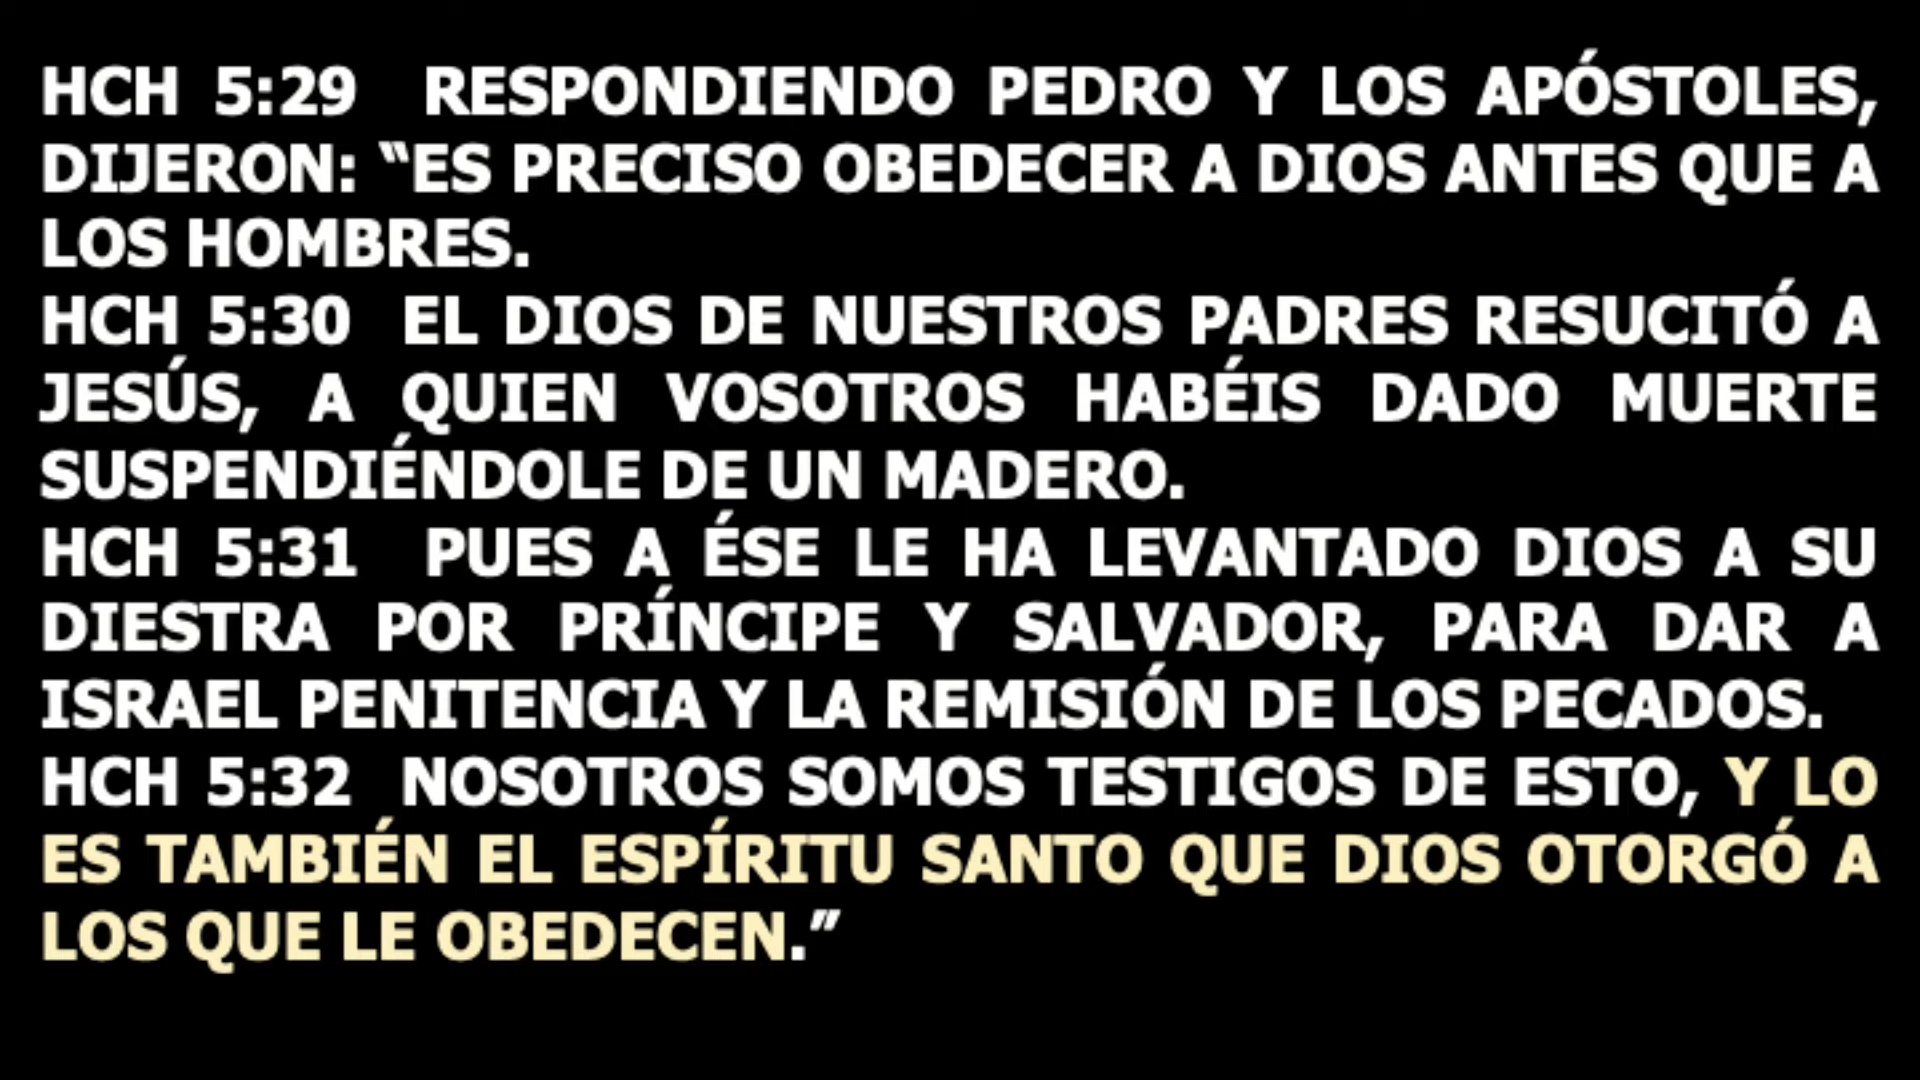 HCH 5:29 RESPONDIENDO PEDRO Y LOS APÓSTOLES,
DIJERON: “ES PRECISO OBEDECER A DIOS ANTES QUE A
LOS HOMBRES.
HCH 5:30 EL DIOS DE NUESTROS PADRES RESUCITÓ A
JESÚS, A QUIEN VOSOTROS HABÉIS DADO MUERTE
SUSPENDIÉNDOLE DE UN MADERO.
HCH 5:31 PUES A ÉSE LE HA LEVANTADO DIOS A SU
DIESTRA POR PRÍNCIPE Y SALVADOR, PARA DAR A
ISRAEL PENITENCIA Y LA REMISIÓN DE LOS PECADOS.
HCH 5:32 NOSOTROS SOMOS TESTIGOS DE ESTO, Y LO
ES TAMBIÉN EL ESPÍRITU SANTO QUE DIOS OTORGÓ A
LOS QUE LE OBEDECEN.”